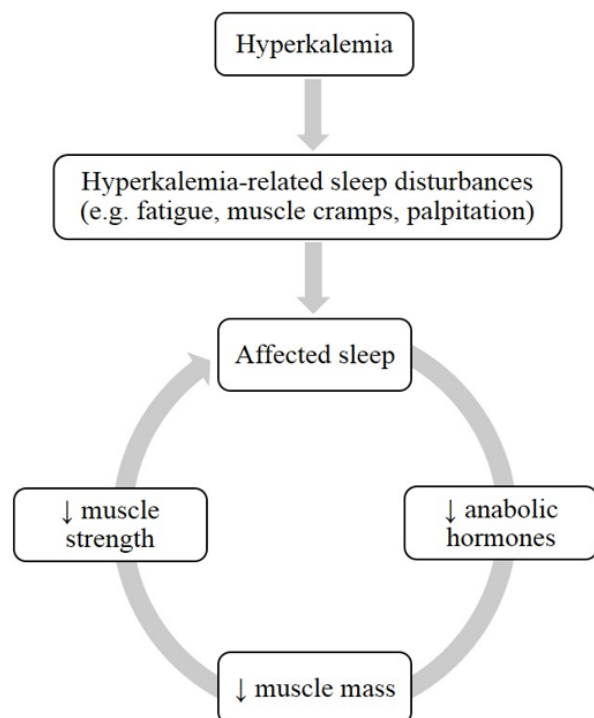 Hyperkalemia
Hyperkalemia-related sleep disturbances
(e.g. fatigue, muscle cramps, palpitation)
Affected sleep
↓ muscle
strength
↓ anabolic
hormones
↓ muscle mass